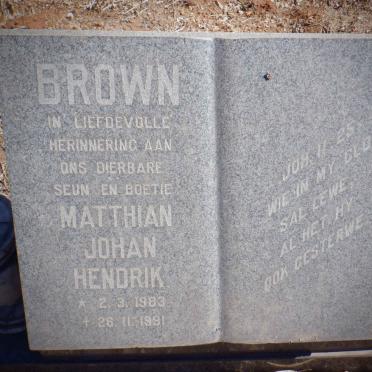 BROWN
IN LIEFDEVOLLE
HERINNERING AAN
ONS DIERBARE
SEUN EN BOETIE
MATTHIAN
JOHAN
HENDRIK
* 2.3.1983
+ 26.11.1991
JOH. 11 25
WIE IN MY GLO
SAL LEWE
AL HET HY
OOK GESTERWE